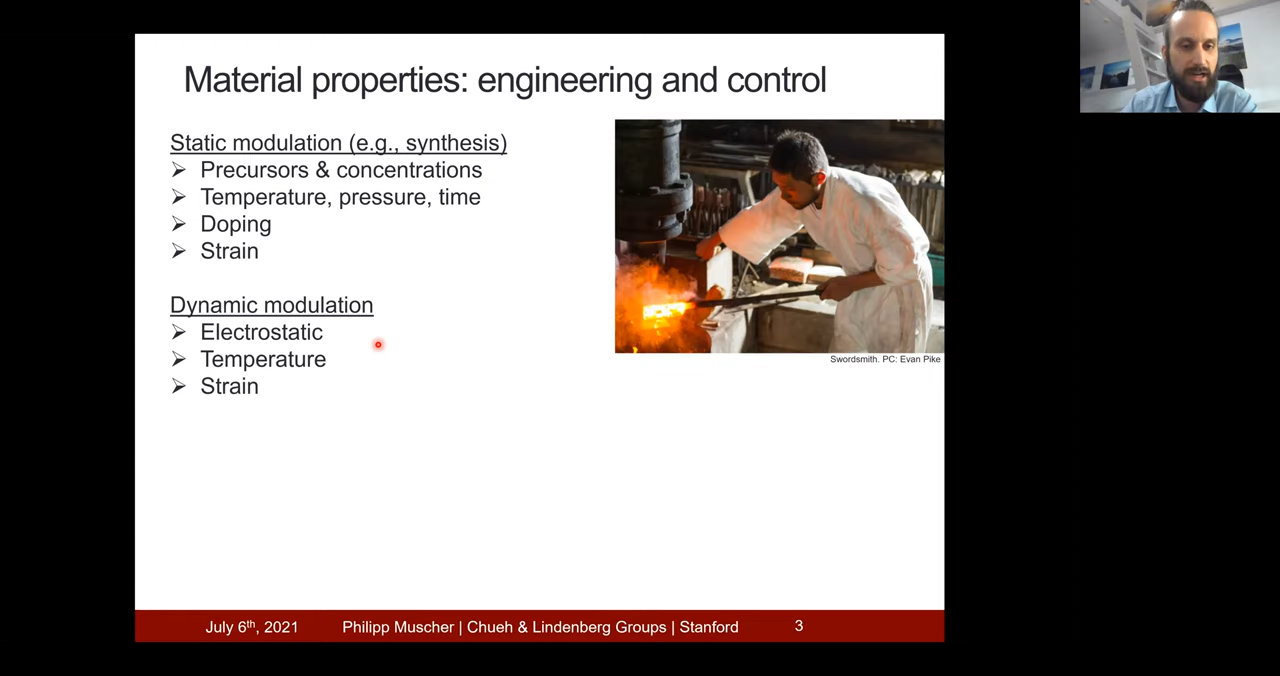 Material properties: engineering and control
Static modulation (e.g., synthesis)
➢ Precursors & concentrations
➢ Temperature, pressure, time
➢ Doping
➢ Strain
Dynamic modulation
➢ Electrostatic
➢ Temperature
➢ Strain
Swordsmith. PC: Evan Pike
July 6th, 2021 Philipp Muscher | Chueh & Lindenberg Groups | Stanford 3